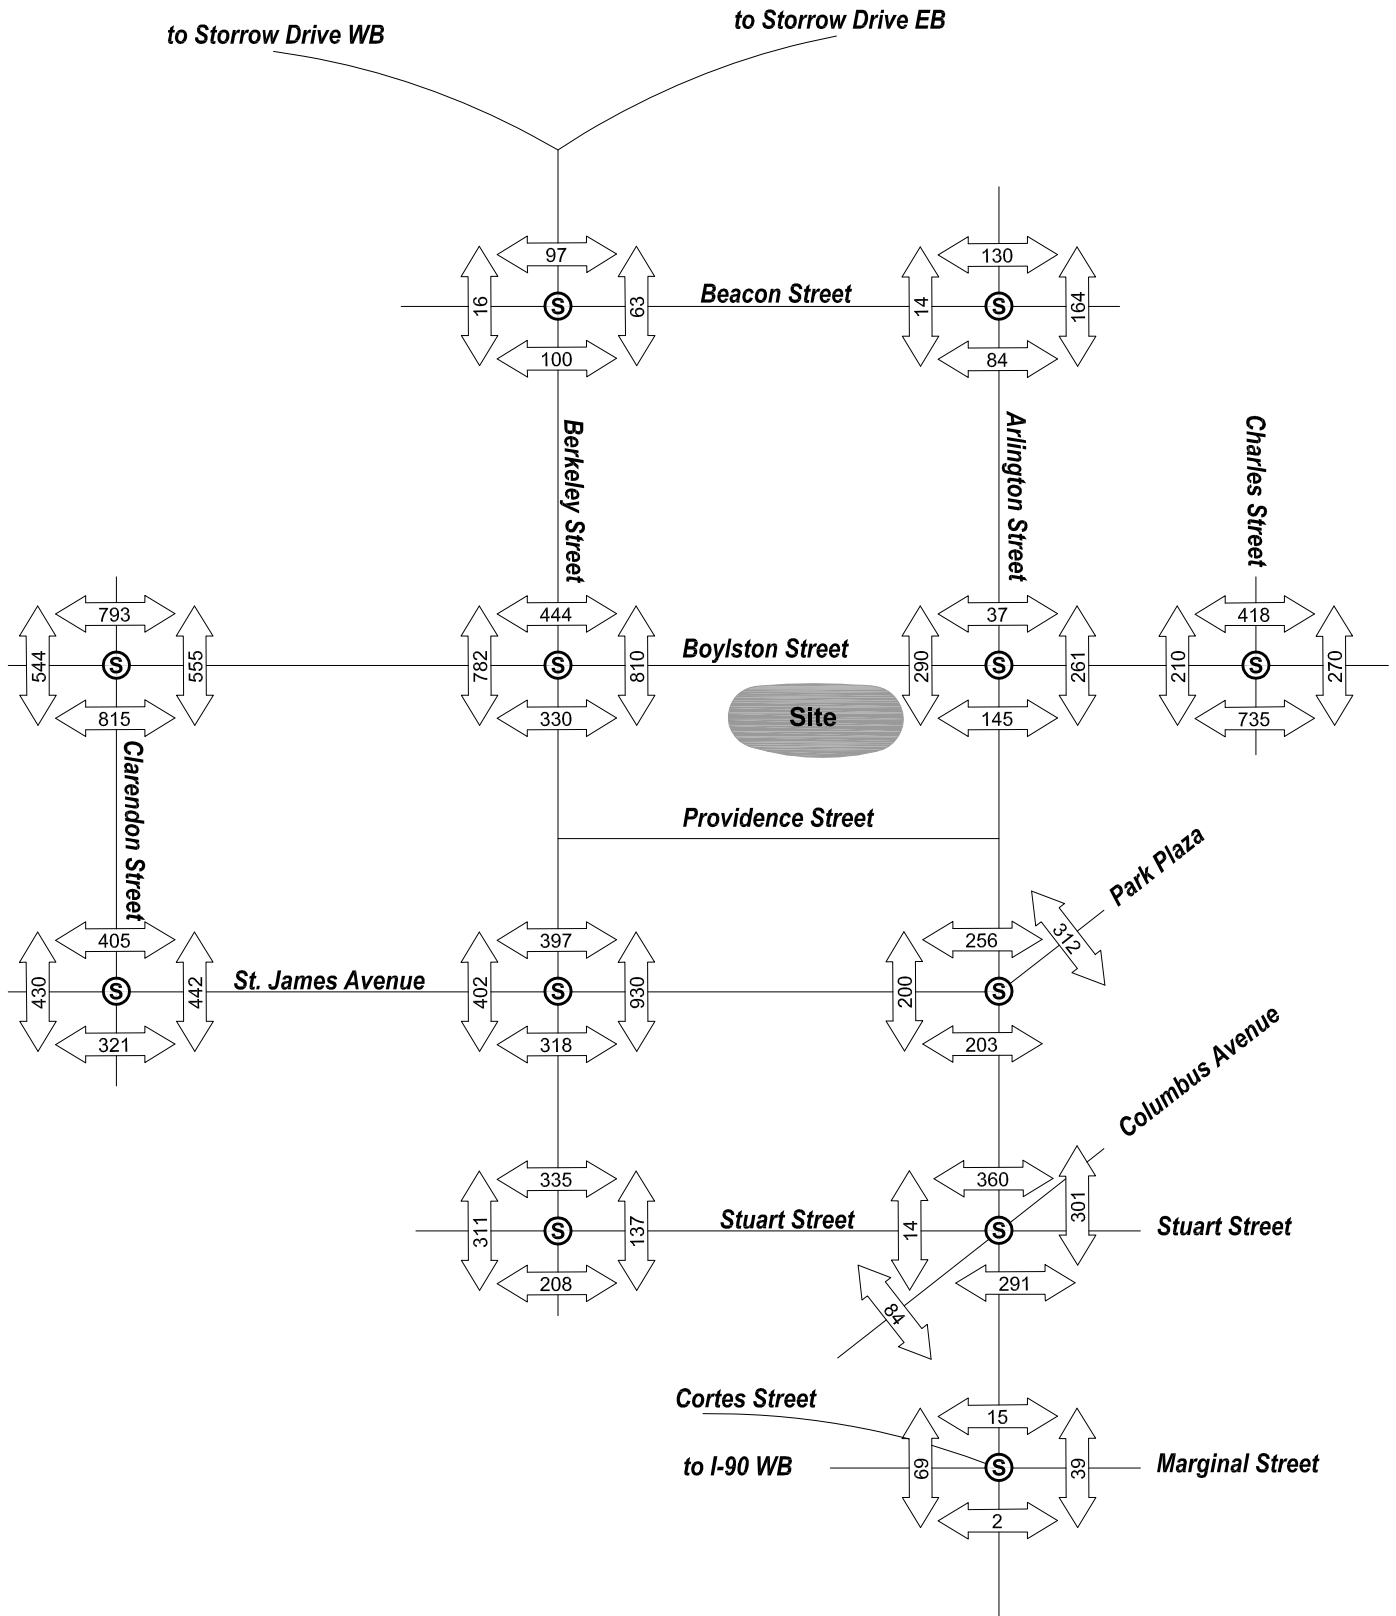 to Storrow Drive WB
to Storrow Drive EB
97
16
S
63
100
Beacon Street
130
14
S
164
84
Berkeley Street
Arlington Street
Charles Street
793
544
S
555
815
444
782
S
810
330
Boylston Street
37
290
S
261
145
418
210
S
270
735
Site
Clarendon Street
Providence Street
Park Plaza
405
430
S
442
321
St. James Avenue
397
402
S
930
318
256
312
200
S
203
Columbus Avenue
335
311
S
137
208
Stuart Street
360
14
S
301
84
291
Stuart Street
Cortes Street
to I-90 WB
15
69
S
39
2
Marginal Street